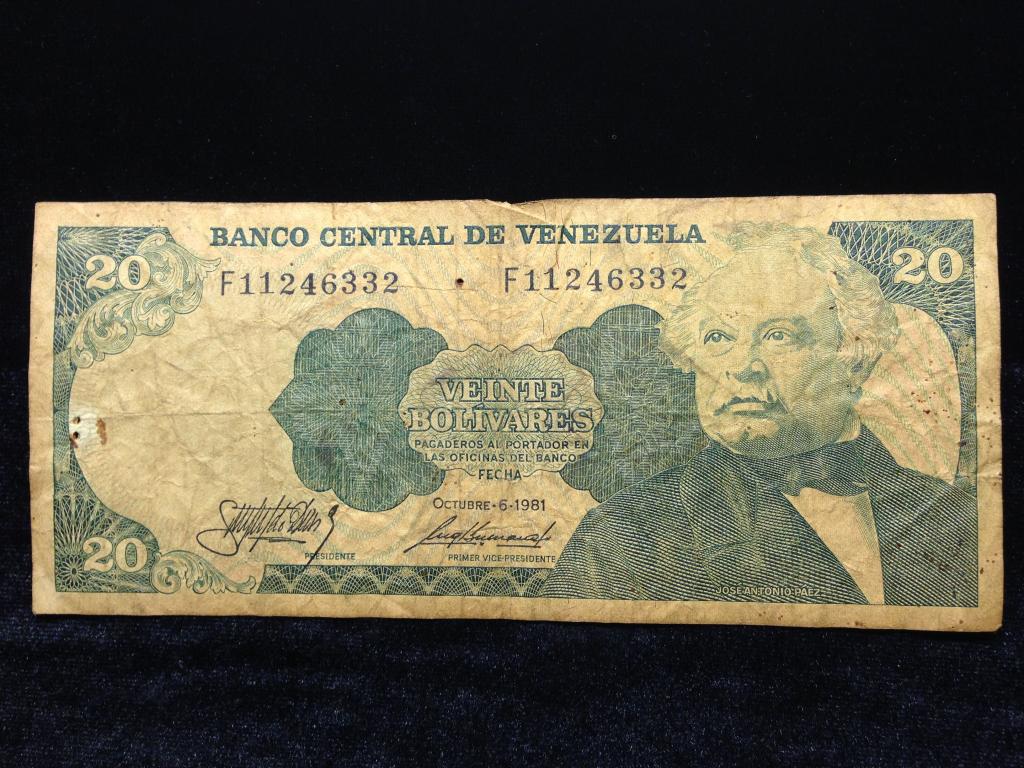 BANCO CENTRAL DE VENEZUELA
20
20
F11246332
F11246332
VEINTE
BOLÍVARES
PAGADEROS AL PORTADOR EN
LAS OFICINAS DEL BANCO
FECHA
OCTUBRE·6·1981
PRESIDENTE
PRIMER VICE-PRESIDENTE
20
JOSE ANTONIO PAEZ